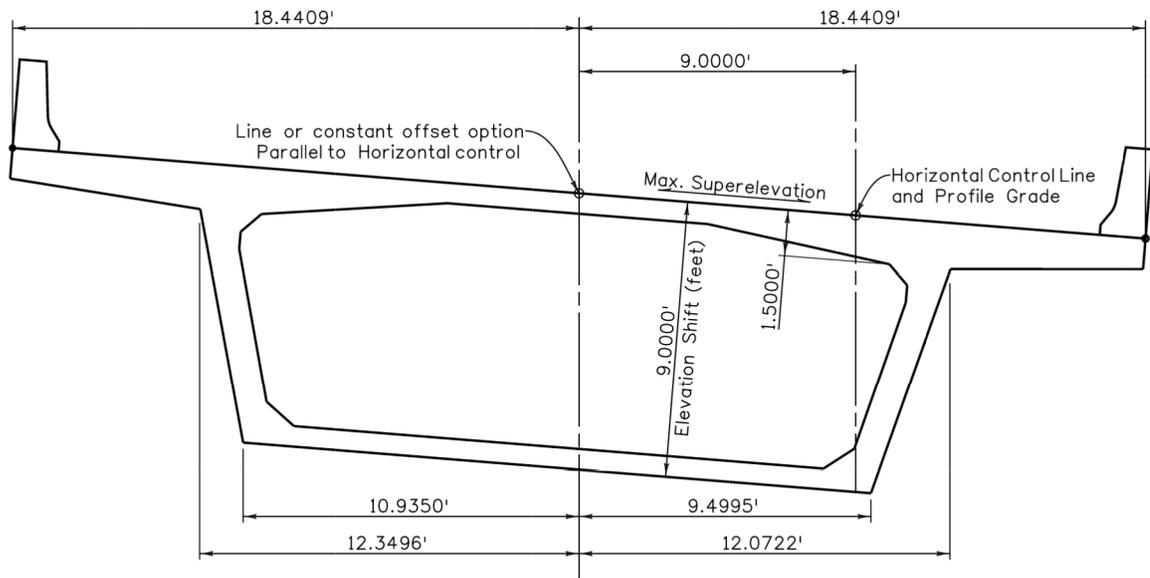 18.4409'
18.4409'
9.0000'
Line or constant offset option
Parallel to Horizontal control
Max. Superelevation
Horizontal Control Line
and Profile Grade
9.0000'
Elevation Shift (feet)
1.5000'
10.9350'
9.4995'
12.3496'
12.0722'